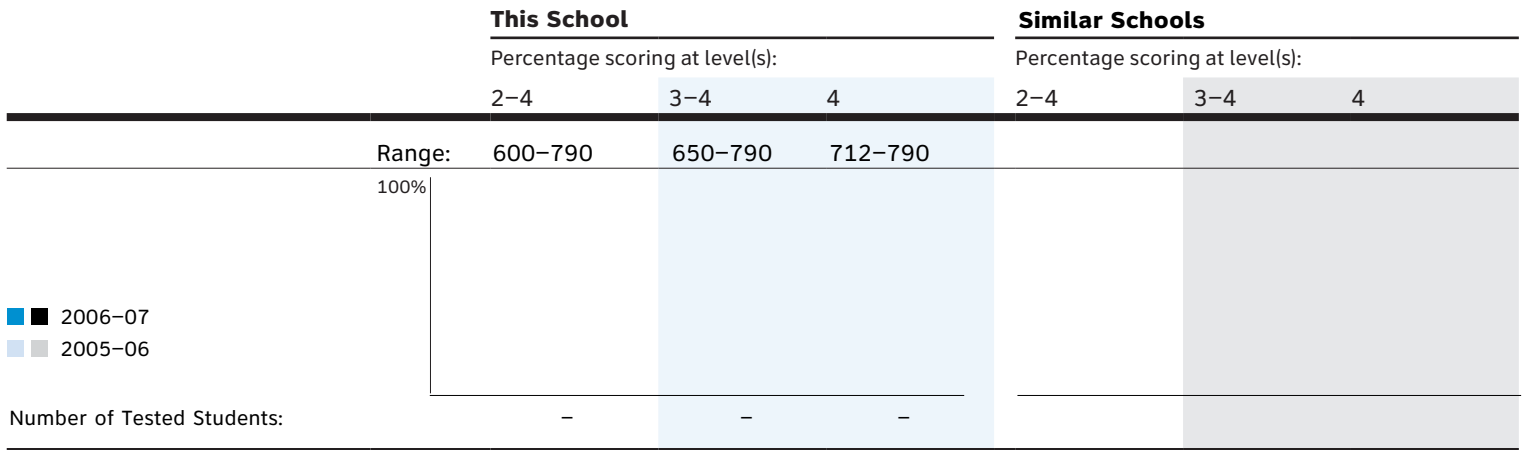 This School Similar Schools
Percentage scoring at level(s): Percentage scoring at level(s):
2–4 3–4 4 2–4 3–4 4
Range: 600–790 650–790 712–790
100%
2006–07
2005–06
Number of Tested Students: – – –